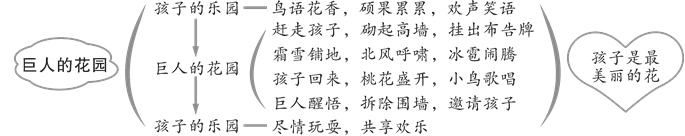 巨人的花园
孩子的乐园 鸟语花香，硕果累累，欢声笑语
赶走孩子，砌起高墙，挂出布告牌
霜雪铺地，北风呼啸，冰雹闹腾
巨人的花园
孩子回来，桃花盛开，小鸟歌唱
巨人醒悟，拆除围墙，邀请孩子
孩子的乐园 尽情玩耍，共享欢乐
孩子是最
美丽的花